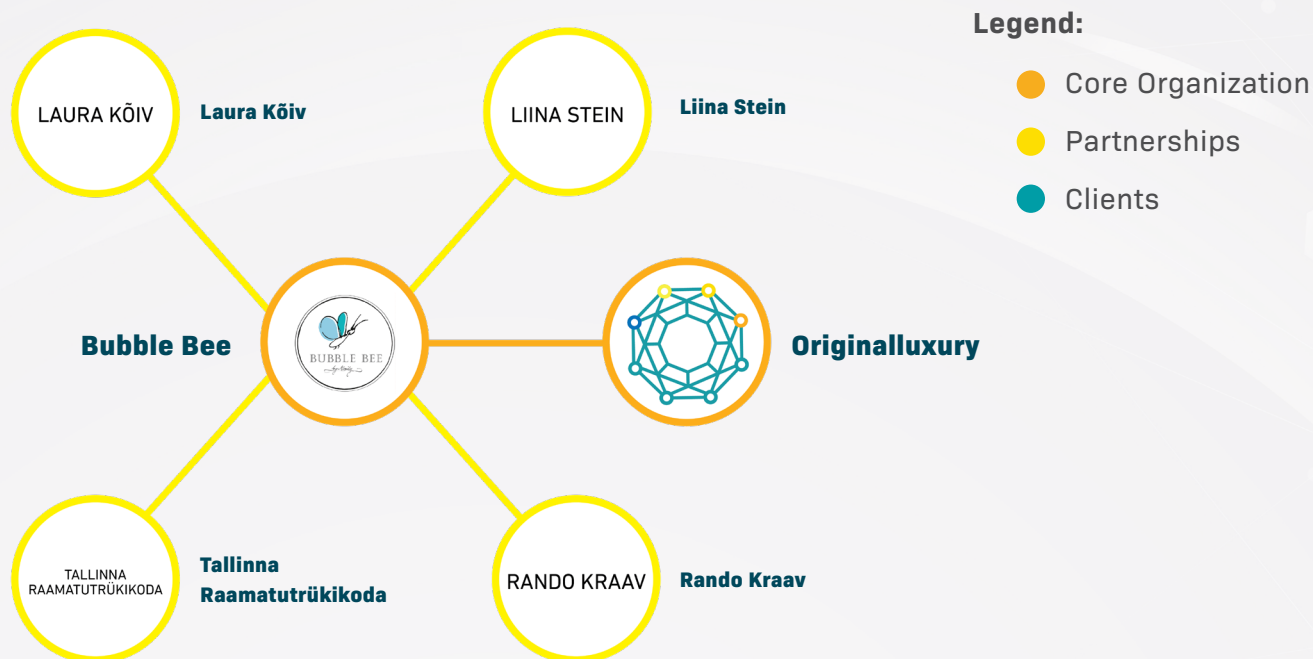 Legend:
Core Organization
Partnerships
Clients
LAURA KÕIV
Laura Kõiv
LIINA STEIN
Liina Stein
Bubble Bee
BUBBLE BEE
Originalluxury
TALLINNA
RAAMATUTRÜKIKODA
Tallinna
Raamatutrükikoda
RANDO KRAAV
Rando Kraav